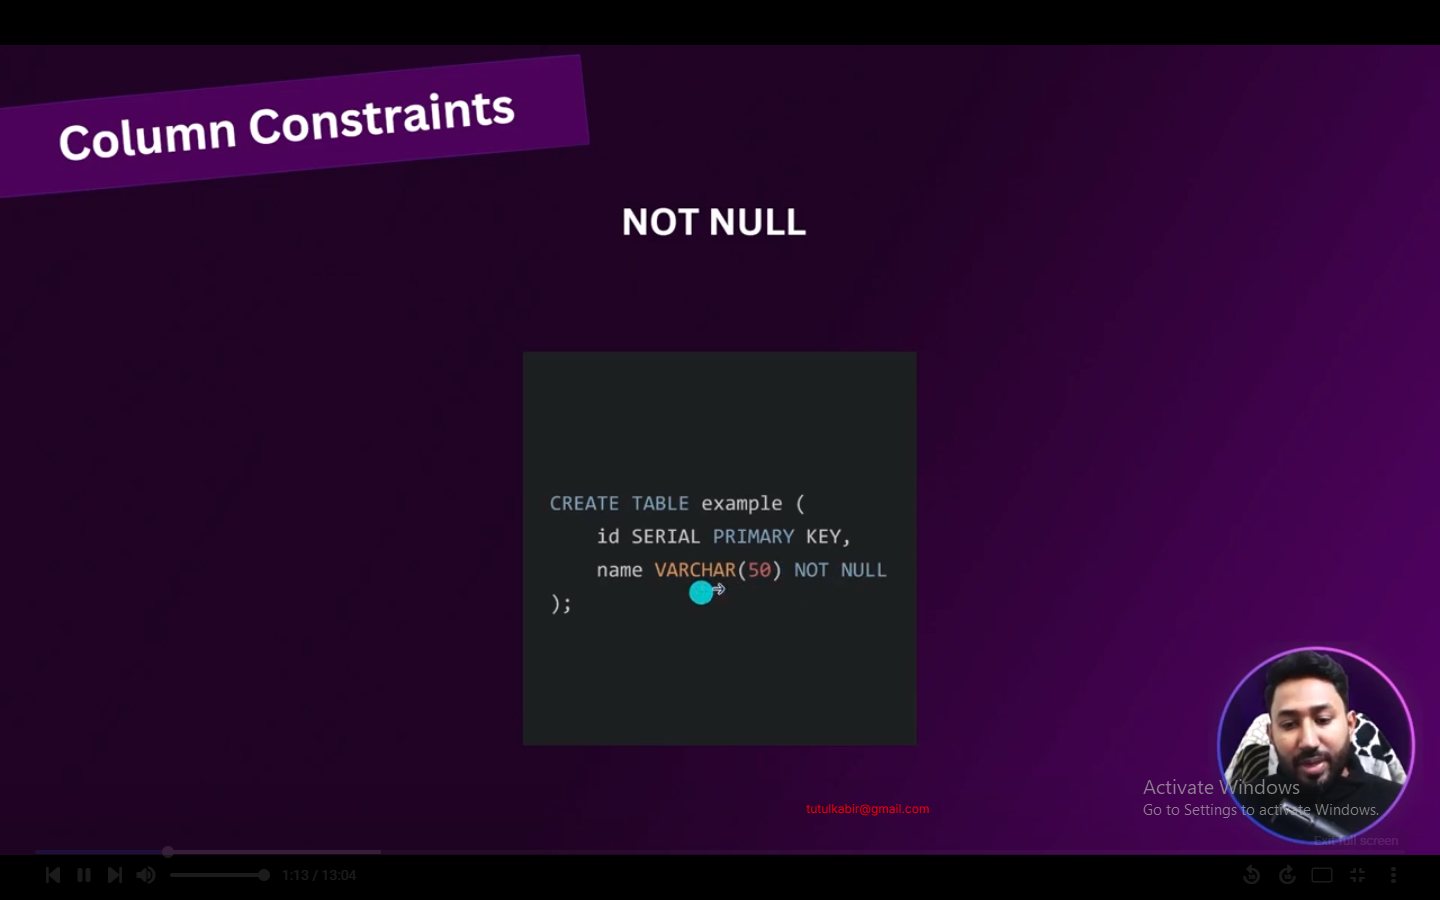 Column Constraints
NOT NULL
CREATE TABLE example (
id SERIAL PRIMARY KEY,
name VARCHAR(50) NOT NULL
);
tutulkabir@gmail.com
Activate Windows
Go to Settings to activate Windows.
Exit full screen
1:13 / 13:04